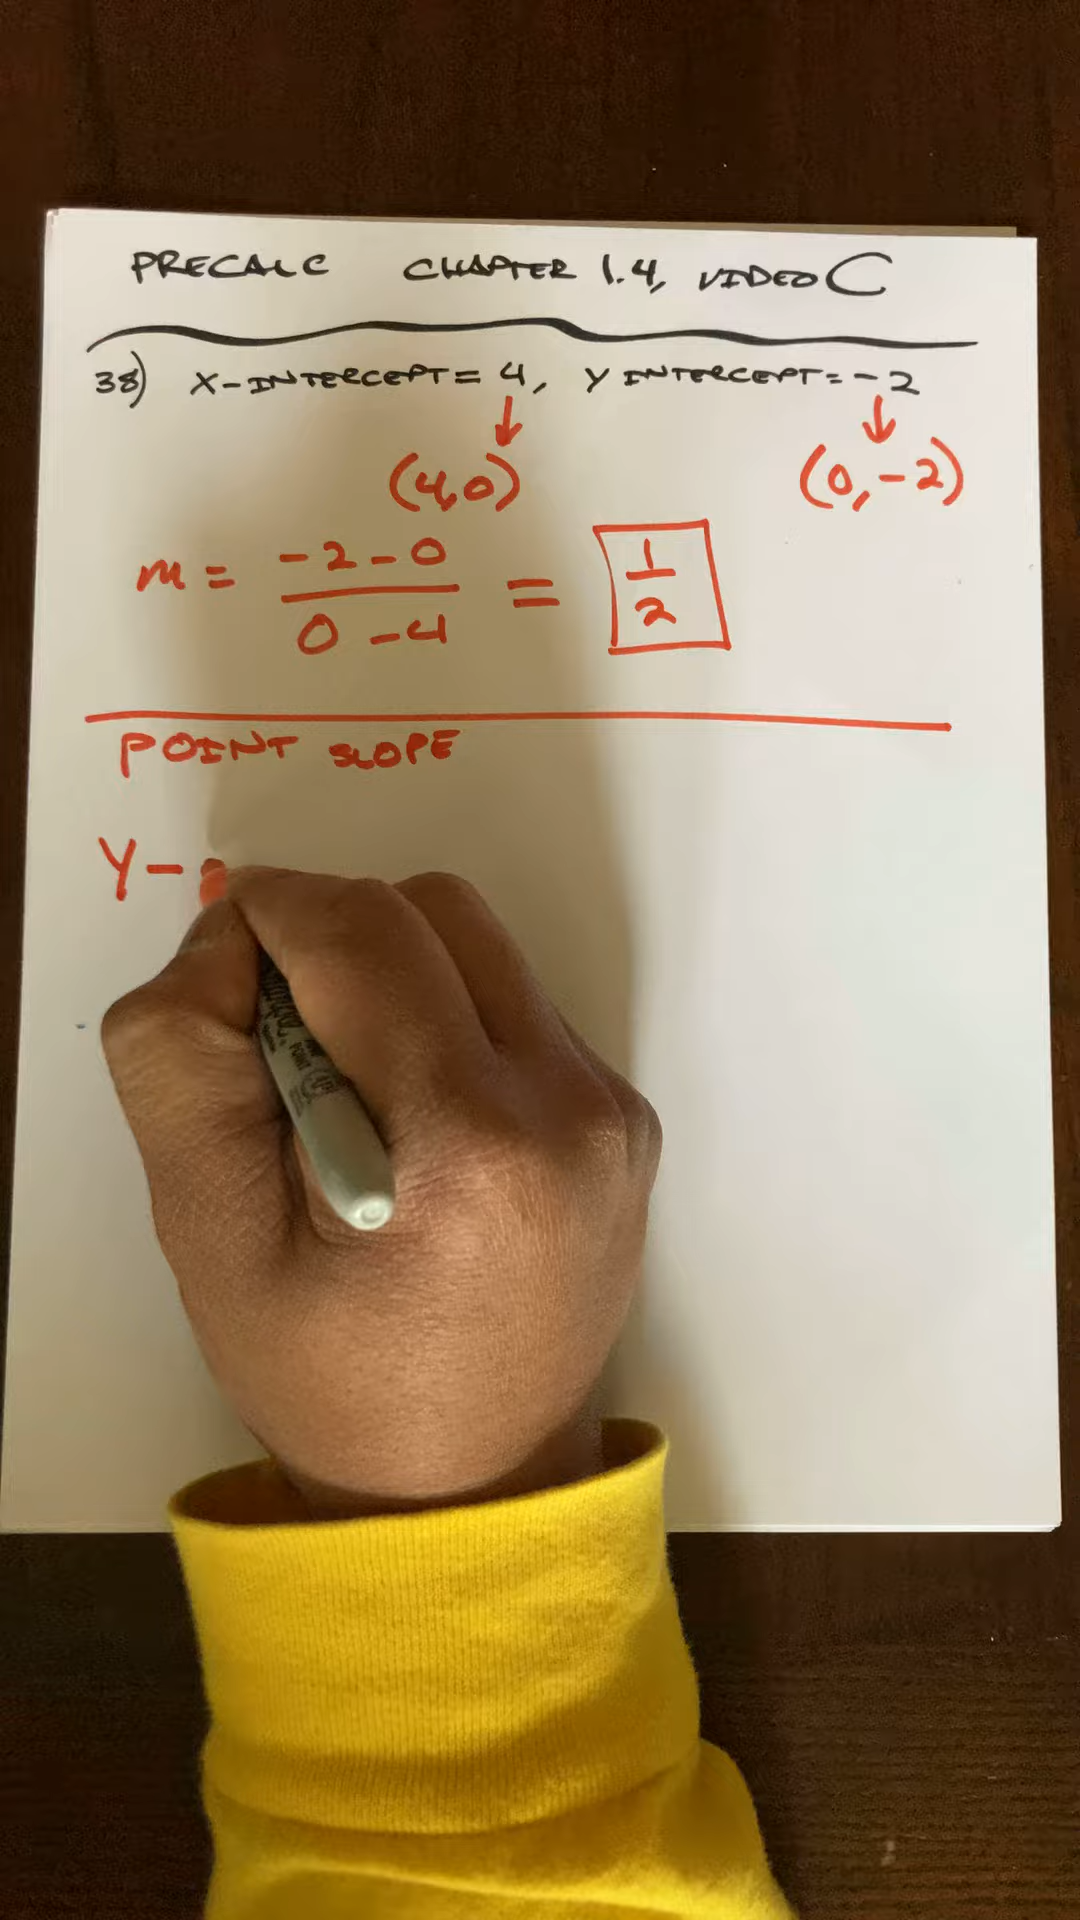 PRECALC CHAPTER 1.4, VIDEO C
38) X-INTERCEPT = 4, Y INTERCEPT = -2
(4,0) (0,-2)
m = -2-0 / 0-4 = 1/2
POINT SLOPE
Y-